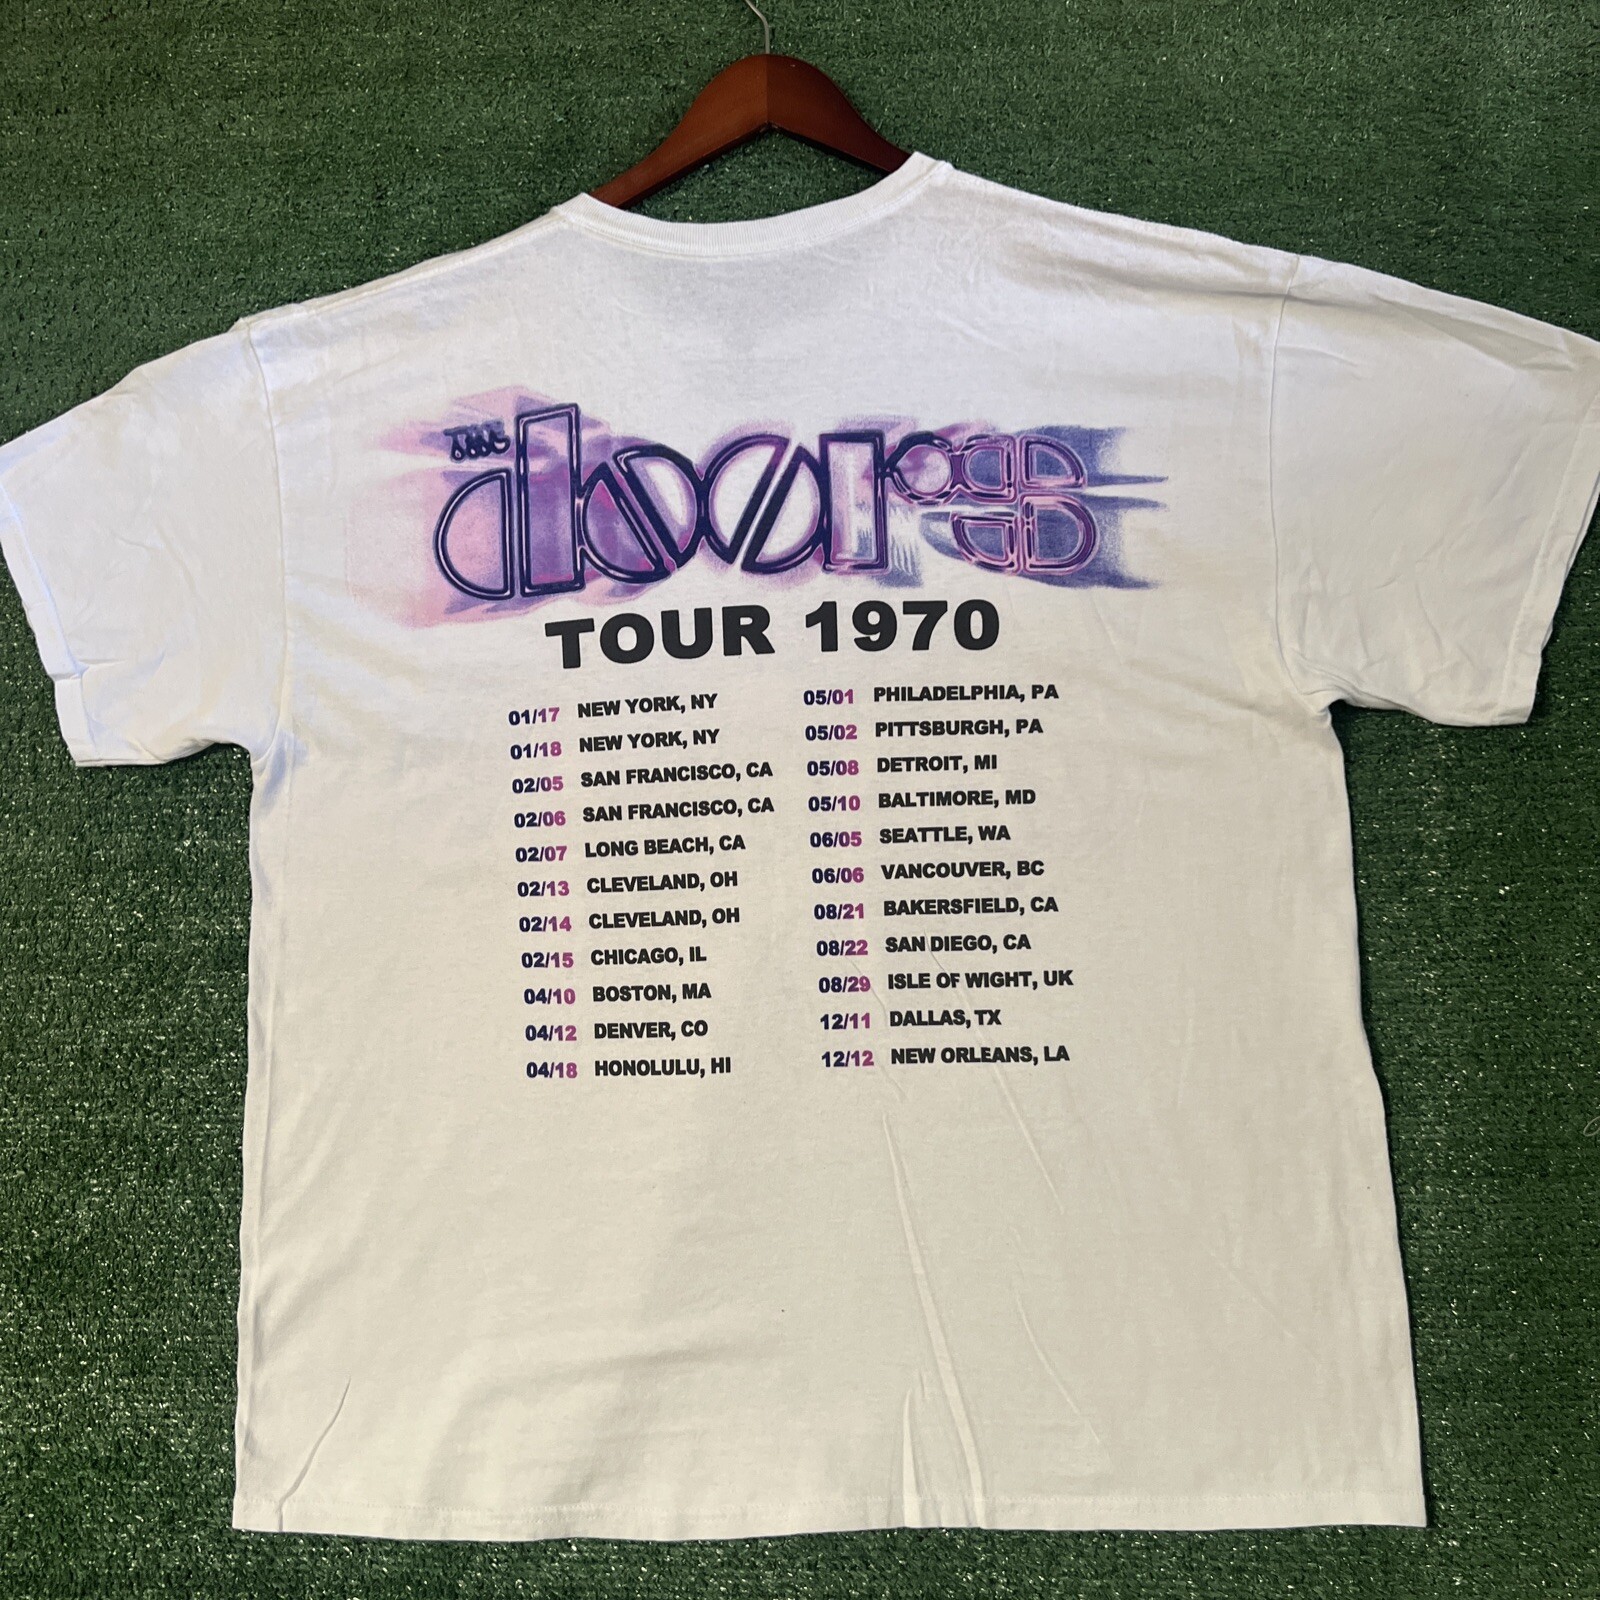 THE
doors
TOUR 1970
01/17 NEW YORK, NY
01/18 NEW YORK, NY
02/05 SAN FRANCISCO, CA
02/06 SAN FRANCISCO, CA
02/07 LONG BEACH, CA
02/13 CLEVELAND, OH
02/14 CLEVELAND, OH
02/15 CHICAGO, IL
04/10 BOSTON, MA
04/12 DENVER, CO
04/18 HONOLULU, HI
05/01 PHILADELPHIA, PA
05/02 PITTSBURGH, PA
05/08 DETROIT, MI
05/10 BALTIMORE, MD
06/05 SEATTLE, WA
06/06 VANCOUVER, BC
08/21 BAKERSFIELD, CA
08/22 SAN DIEGO, CA
08/29 ISLE OF WIGHT, UK
12/11 DALLAS, TX
12/12 NEW ORLEANS, LA